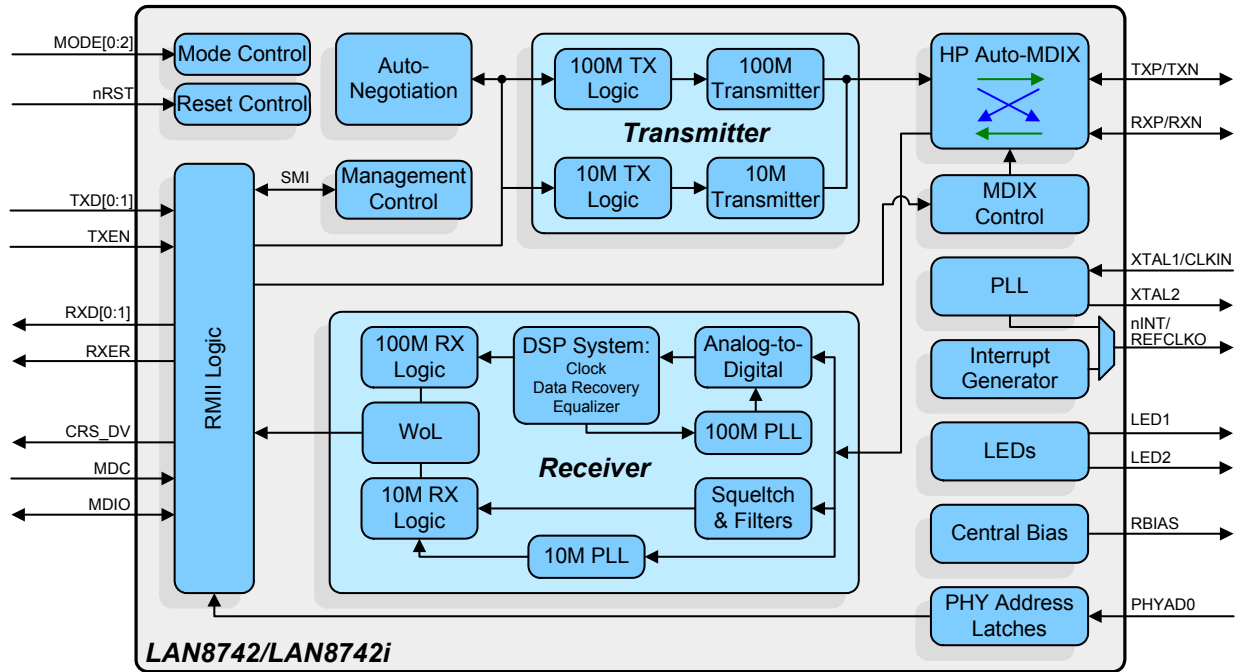 MODE[0:2]
nRST
TXD[0:1]
TXEN
RXD[0:1]
RXER
CRS_DV
MDC
MDIO
Mode Control
Reset Control
RMII Logic
SMI
Auto-
Negotiation
Management
Control
100M TX
Logic
100M
Transmitter
Transmitter
10M TX
Logic
10M
Transmitter
100M RX
Logic
DSP System:
Clock
Data Recovery
Equalizer
Analog-to-
Digital
100M PLL
WoL
Receiver
10M RX
Logic
Squeltch
& Filters
10M PLL
HP Auto-MDIX
MDIX
Control
PLL
Interrupt
Generator
LEDs
Central Bias
PHY Address
Latches
TXP/TXN
RXP/RXN
XTAL1/CLKIN
XTAL2
nINT/
REFCLKO
LED1
LED2
RBIAS
PHYAD0
LAN8742/LAN8742i